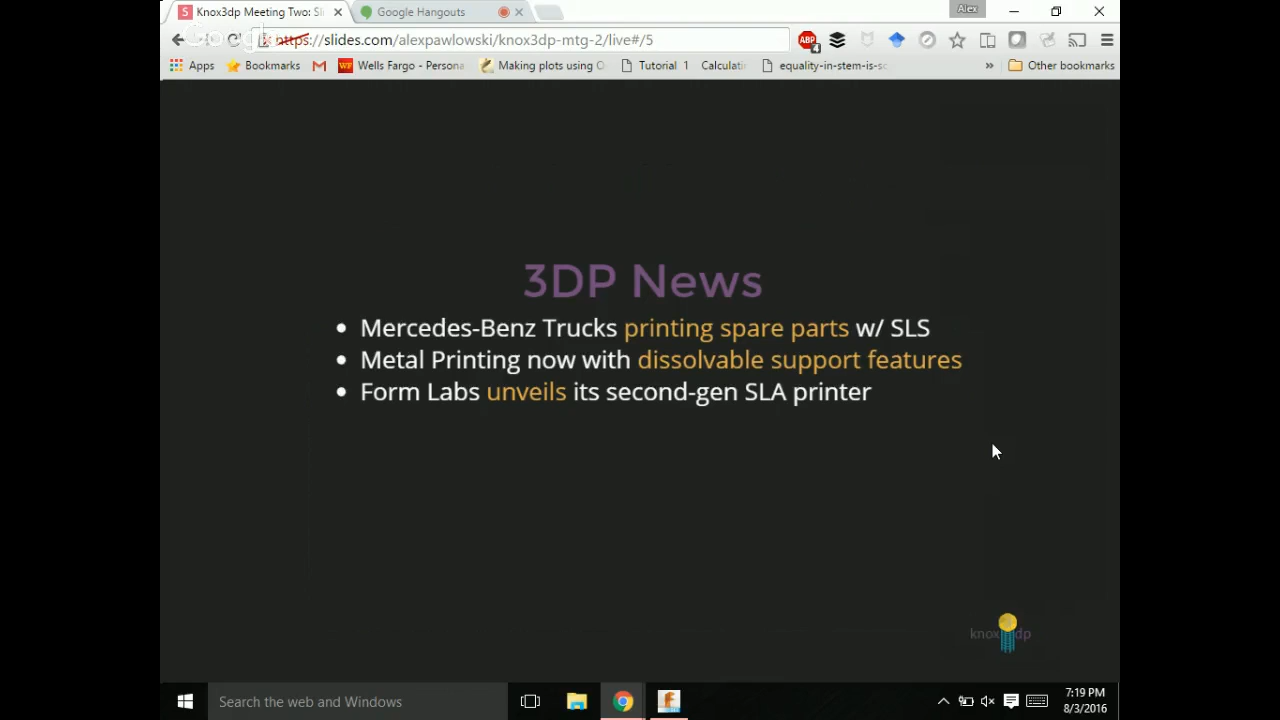 Knox3dp Meeting Two: Sl
Google Hangouts
Alex
https://slides.com/alexpawlowski/knox3dp-mtg-2/live#/5
ABP
4
Apps
Bookmarks
Wells Fargo - Persona
Making plots using O
Tutorial 1
Calculatin
equality-in-stem-is-sc
»
Other bookmarks
3DP News
• Mercedes-Benz Trucks printing spare parts w/ SLS
• Metal Printing now with dissolvable support features
• Form Labs unveils its second-gen SLA printer
knox3dp
Search the web and Windows
7:19 PM
8/3/2016